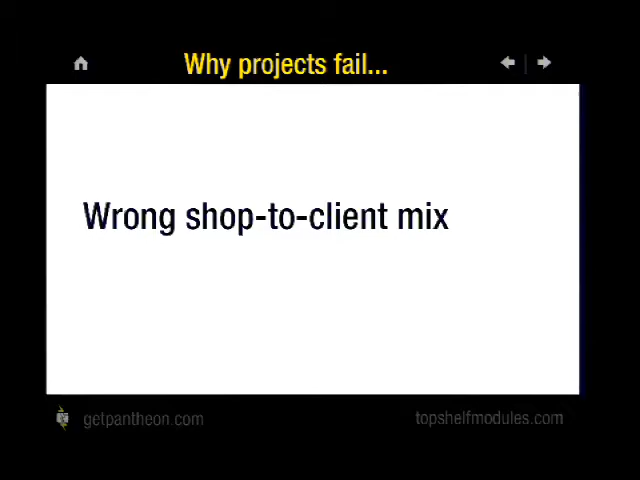 Why projects fail...
Wrong shop-to-client mix
getpantheon.com
topshelfmodules.com